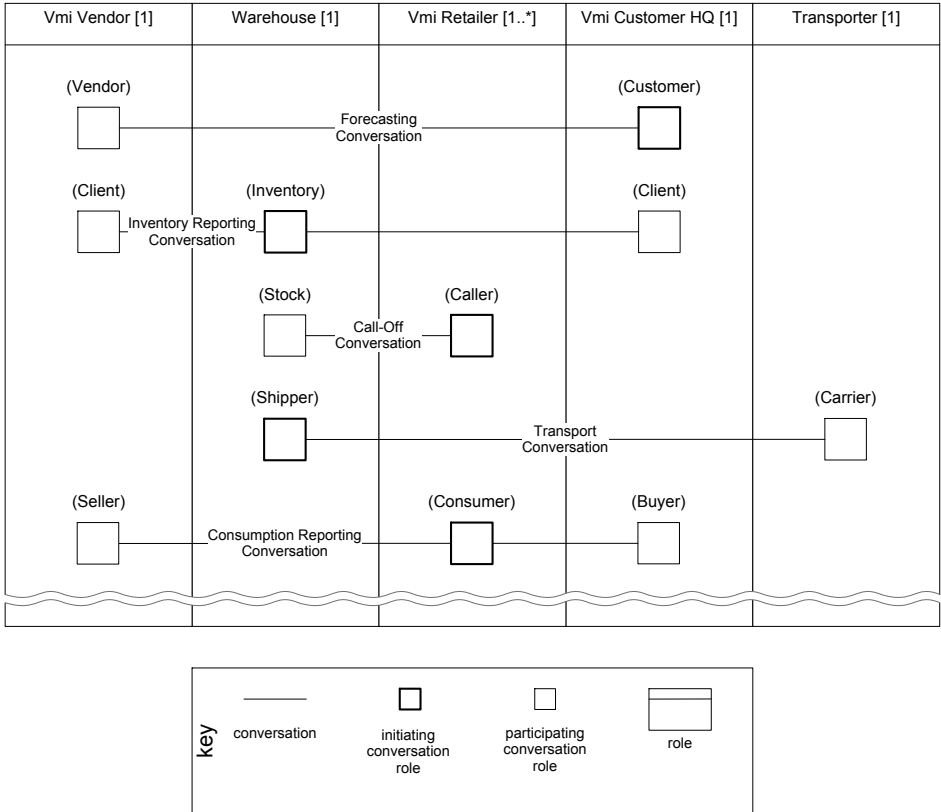 Vmi Vendor [1]
Warehouse [1]
Vmi Retailer [1..*]
Vmi Customer HQ [1]
Transporter [1]
(Vendor)
(Customer)
Forecasting
Conversation
(Client)
(Inventory)
(Client)
Inventory Reporting
Conversation
(Stock)
(Caller)
Call-Off
Conversation
(Shipper)
(Carrier)
Transport
Conversation
(Seller)
(Consumer)
(Buyer)
Consumption Reporting
Conversation
key
conversation
initiating
conversation
role
participating
conversation
role
role